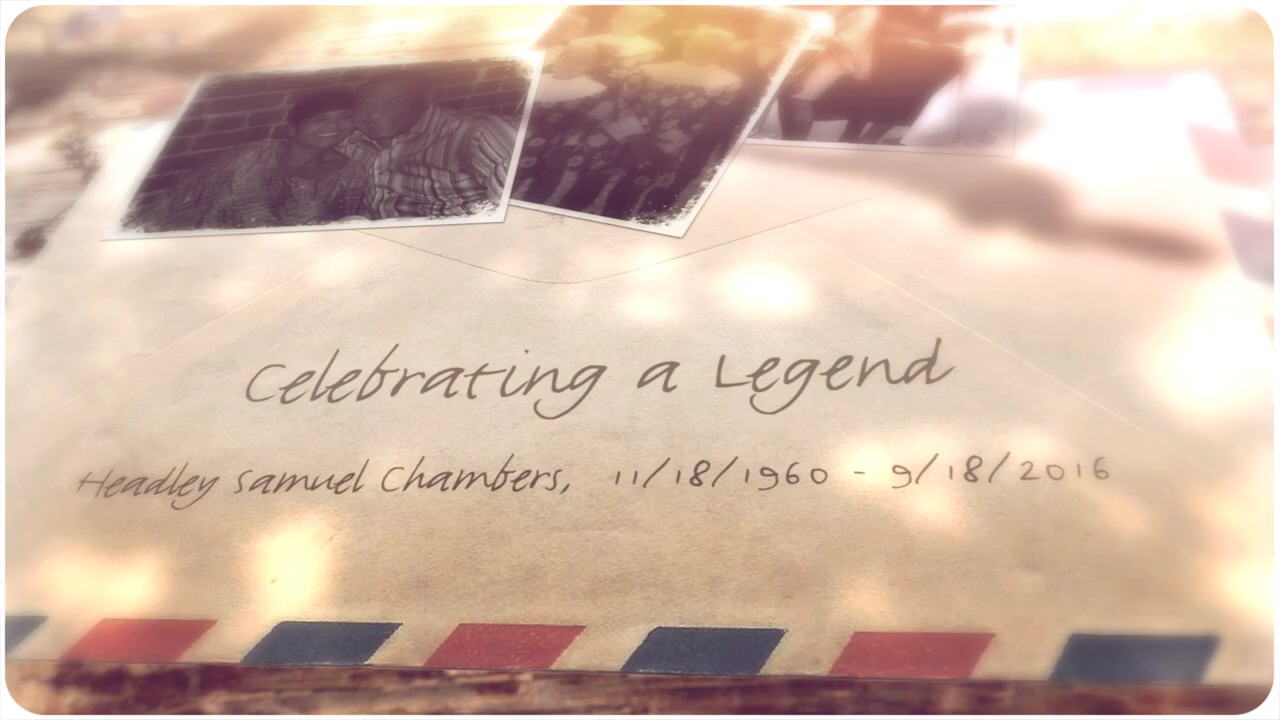 Celebrating a Legend
Headley Samuel Chambers, 11/18/1960 - 9/18/2016